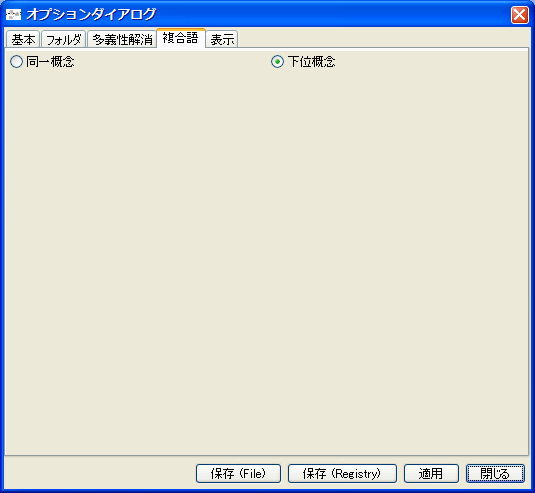 オプションダイアログ
基本 フォルダ 多義性解消 複合語 表示
同一概念 下位概念
保存 (File) 保存 (Registry) 適用 閉じる